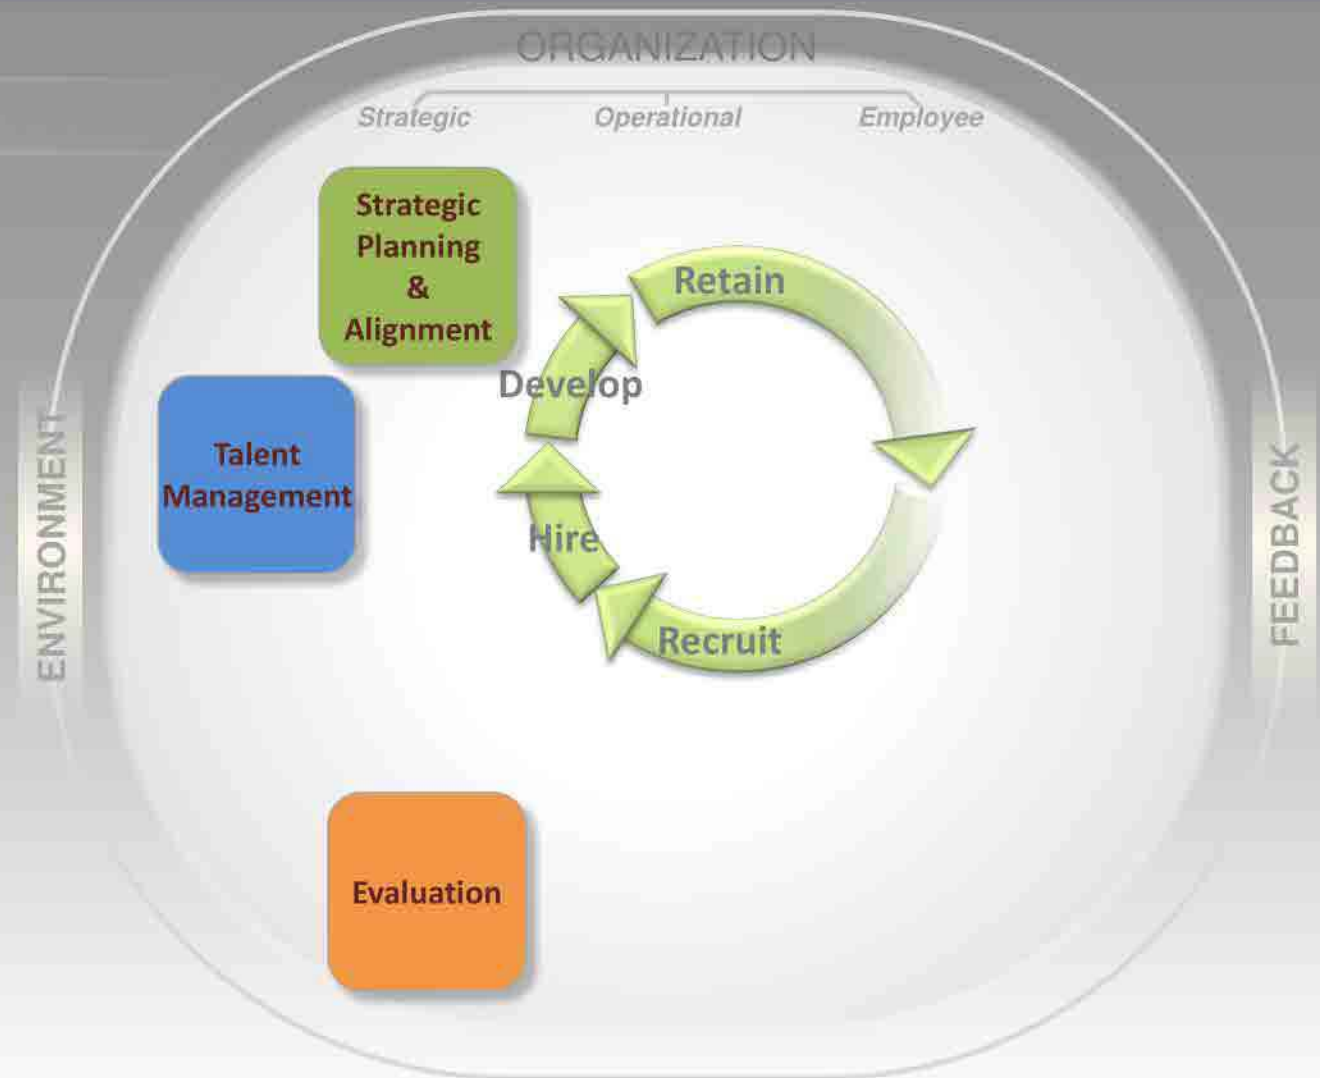 ORGANIZATION
Strategic Operational Employee
Strategic
Planning
&
Alignment
Retain
Develop
Talent
Management
Hire
Recruit
Evaluation
ENVIRONMENT
FEEDBACK